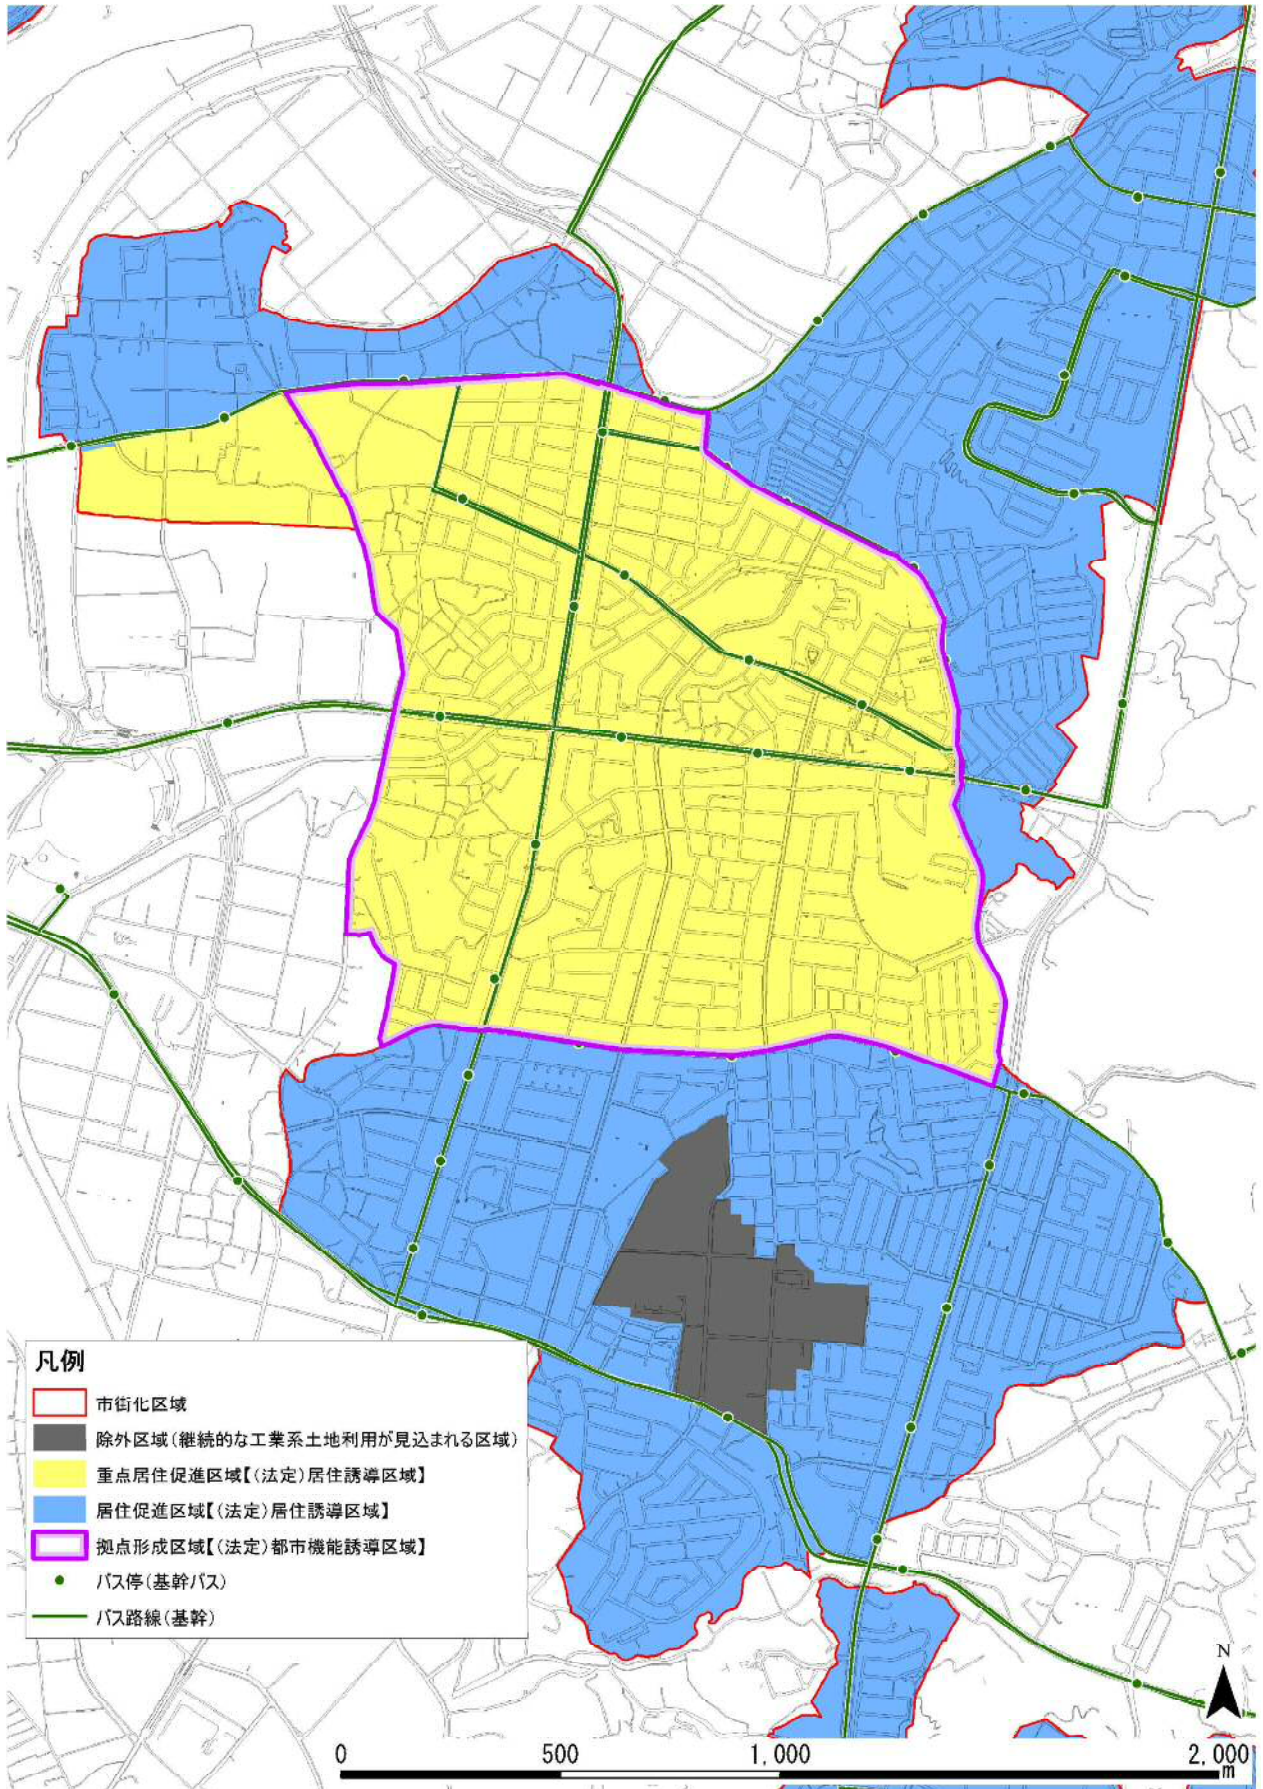 凡例
市街化区域
除外区域(継続的な工業系土地利用が見込まれる区域)
重点居住促進区域【(法定)居住誘導区域】
居住促進区域【(法定)居住誘導区域】
拠点形成区域【(法定)都市機能誘導区域】
バス停(基幹バス)
バス路線(基幹)
N
0 500 1,000 2,000
m